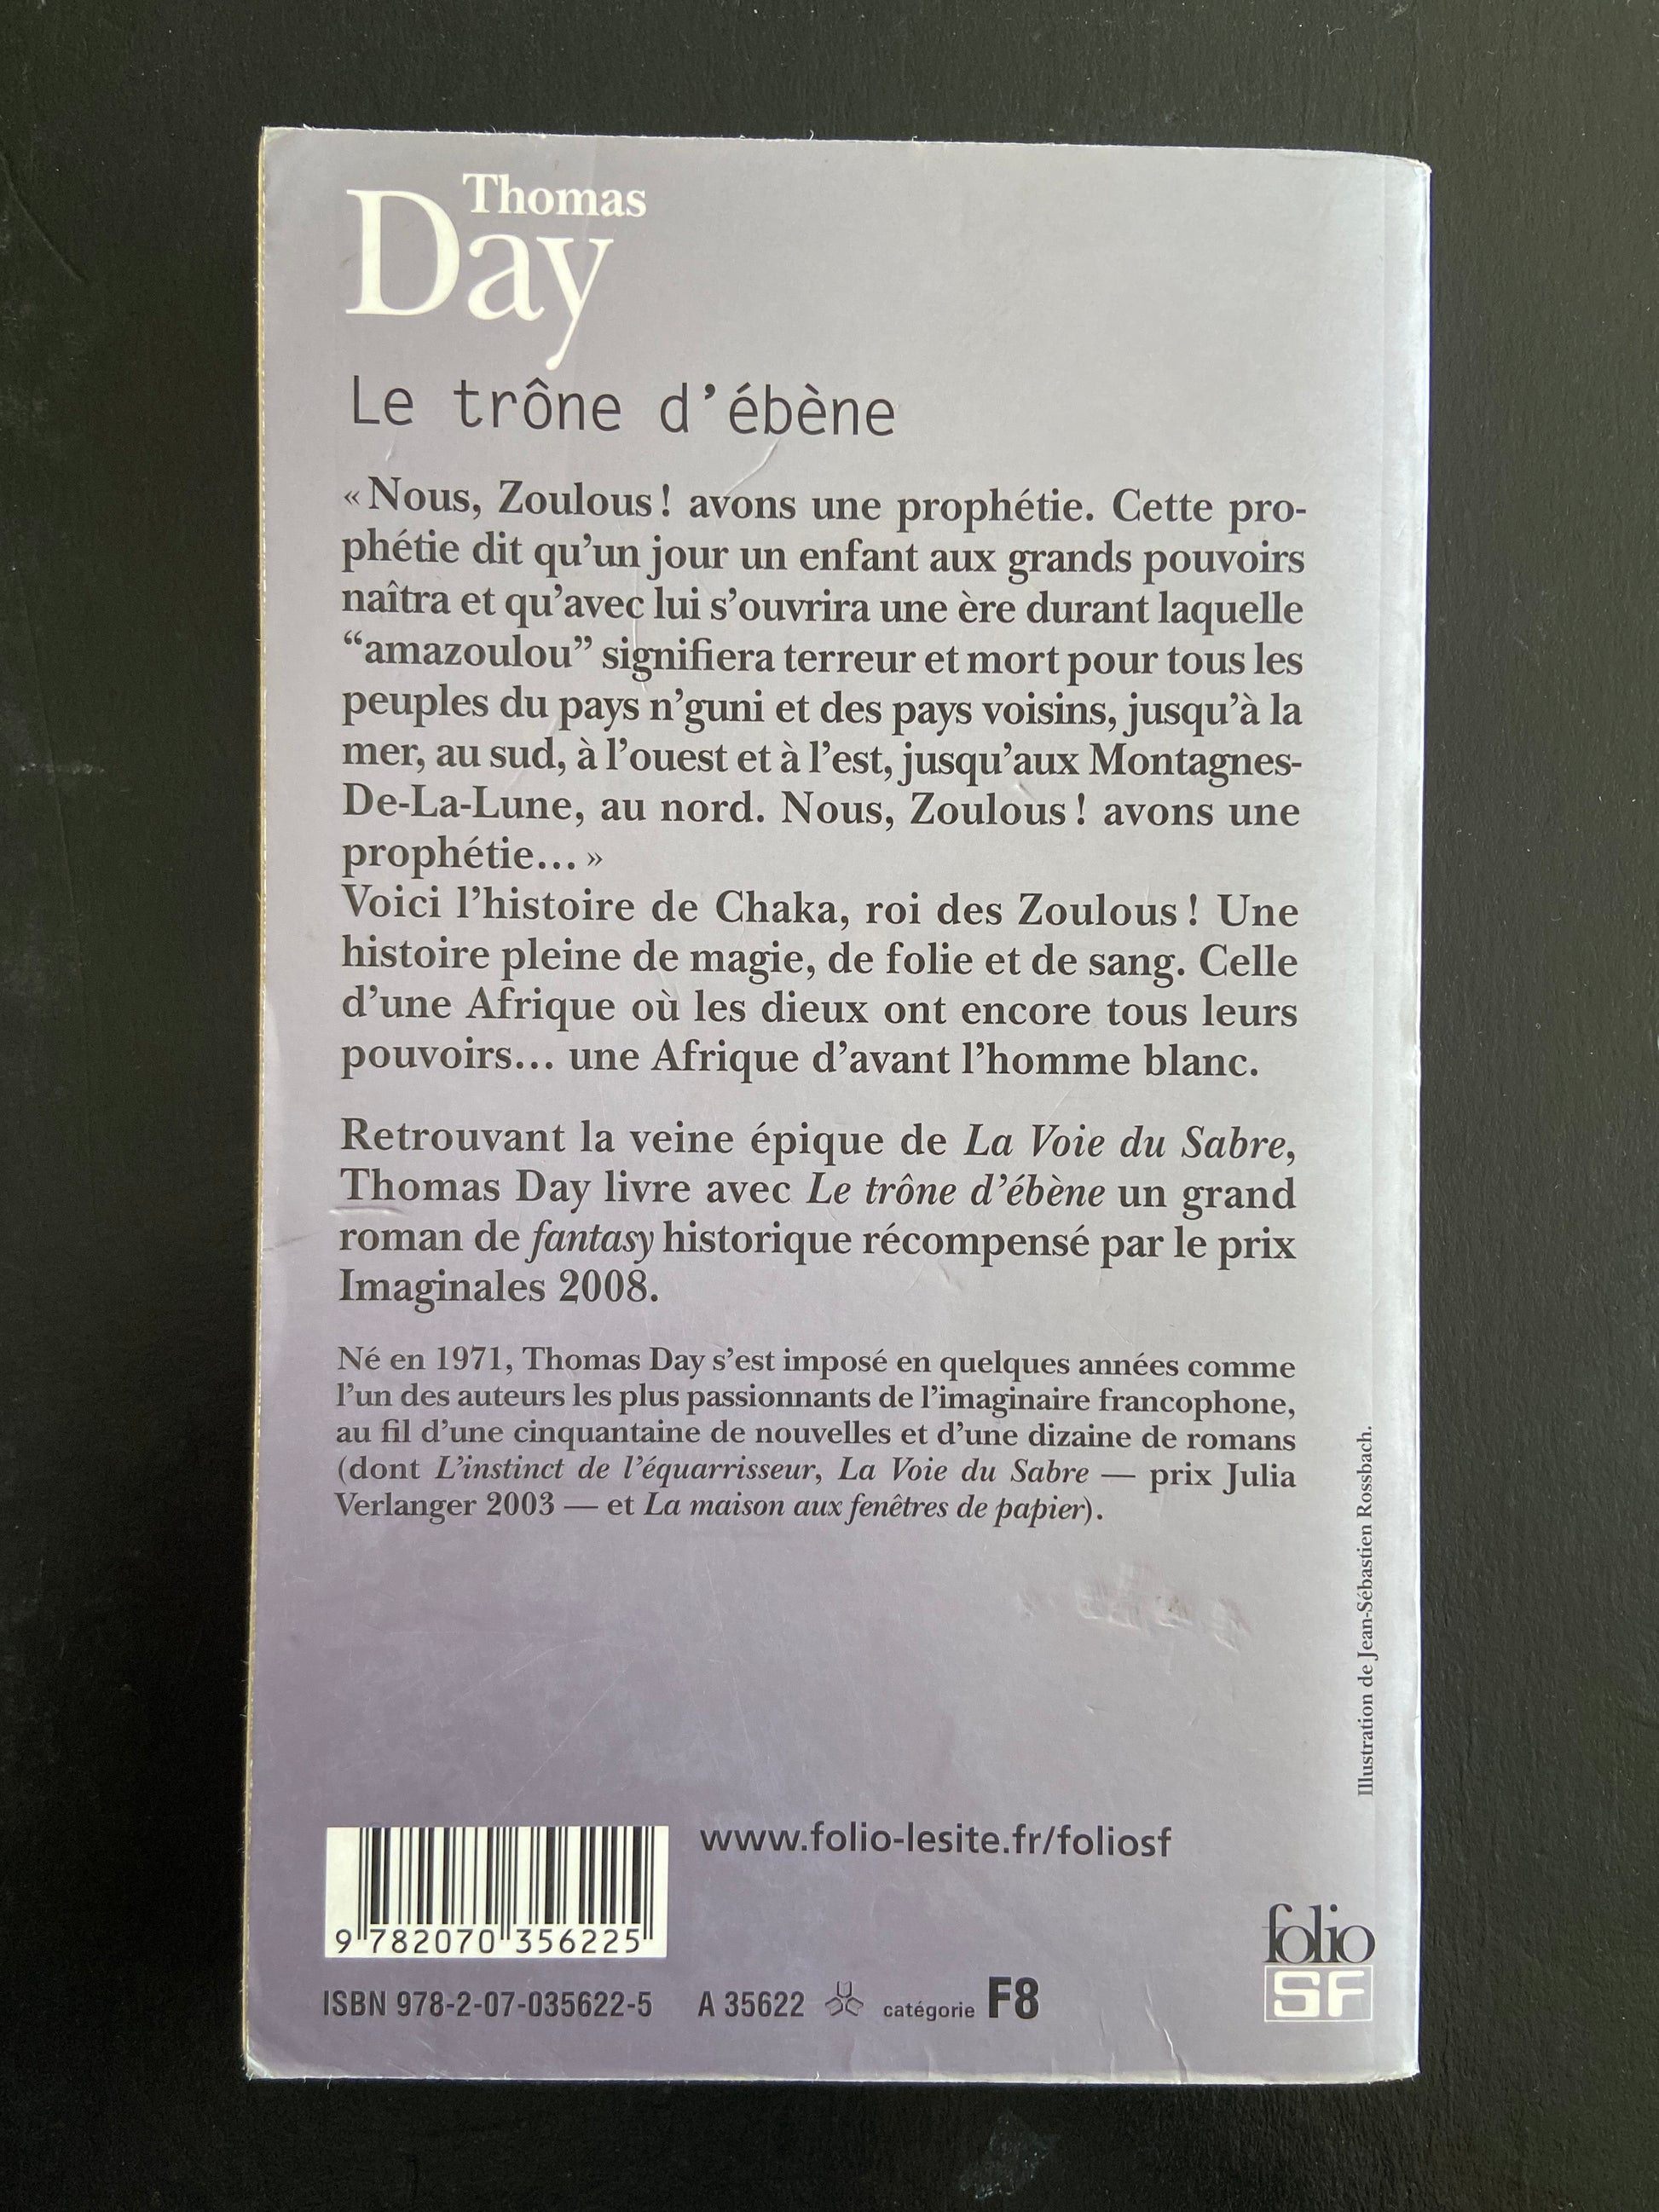 Thomas
Day
Le trône d’ébène
« Nous, Zoulous ! avons une prophétie. Cette pro-
phétie dit qu’un jour un enfant aux grands pouvoirs
naîtra et qu’avec lui s’ouvrira une ère durant laquelle
“amazoulou” signifiera terreur et mort pour tous les
peuples du pays n’guni et des pays voisins, jusqu’à la
mer, au sud, à l’ouest et à l’est, jusqu’aux Montagnes-
De-La-Lune, au nord. Nous, Zoulous ! avons une
prophétie... »
Voici l’histoire de Chaka, roi des Zoulous ! Une
histoire pleine de magie, de folie et de sang. Celle
d’une Afrique où les dieux ont encore tous leurs
pouvoirs... une Afrique d’avant l’homme blanc.
Retrouvant la veine épique de La Voie du Sabre,
Thomas Day livre avec Le trône d’ébène un grand
roman de fantasy historique récompensé par le prix
Imaginales 2008.
Né en 1971, Thomas Day s’est imposé en quelques années comme
l’un des auteurs les plus passionnants de l’imaginaire francophone,
au fil d’une cinquantaine de nouvelles et d’une dizaine de romans
(dont L’instinct de l’équarrisseur, La Voie du Sabre — prix Julia
Verlanger 2003 — et La maison aux fenêtres de papier).
Illustration de Jean-Sébastien Rossbach.
www.folio-lesite.fr/foliosf
9 782070 356225
ISBN 978-2-07-035622-5 A 35622 catégorie F8
folio
SF